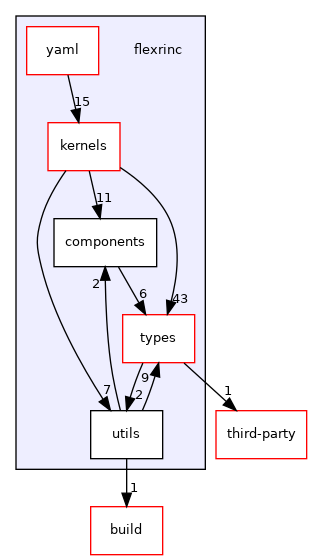 yaml
flexrinc
15
kernels
11
components
2
6
43
types
9
2
7
1
utils
third-party
1
build